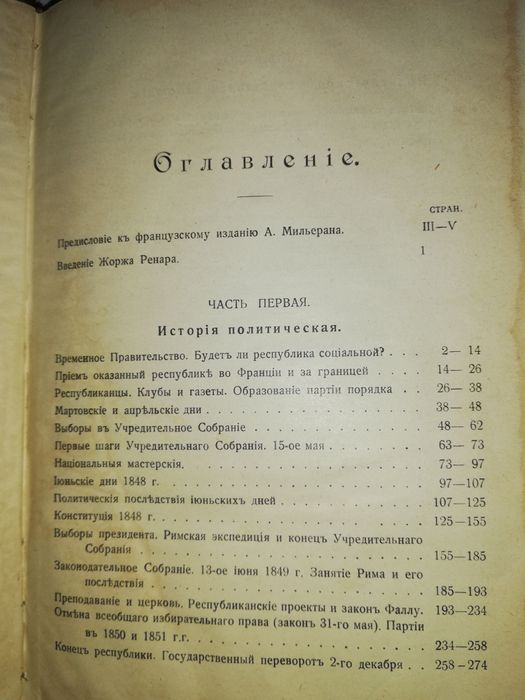 Оглавленіе.
СТРАН.
Предисловіе къ французскому изданію А. Мильерана. III—V
Введеніе Жоржа Ренара. 1
ЧАСТЬ ПЕРВАЯ.
Исторія политическая.
Временное Правительство. Будетъ ли республика соціальной? . . . 2— 14
Пріемъ оказанный республикѣ во Франціи и за границей . . . . 14— 26
Республиканцы. Клубы и газеты. Образованіе партіи порядка . . 26— 38
Мартовскіе и апрѣльскіе дни . . . . . . . . . . . . . . . 38— 48
Выборы въ Учредительное Собраніе . . . . . . . . . . . . 48— 62
Первые шаги Учредительнаго Собранія. 15-ое мая . . . . . . . 63— 73
Національныя мастерскія. . . . . . . . . . . . . . . . . 73— 97
Іюньскіе дни 1848 г. . . . . . . . . . . . . . . . . . . 97—107
Политическія послѣдствія іюньскихъ дней . . . . . . . . . . 107—125
Конституція 1848 г. . . . . . . . . . . . . . . . . . . 125—155
Выборы президента. Римская экспедиція и конецъ Учредительнаго
Собранія . . . . . . . . . . . . . . . . . . . . 155—185
Законодательное Собраніе. 13-ое іюня 1849 г. Занятіе Рима и его
послѣдствія . . . . . . . . . . . . . . . . . . . 185—193
Преподаваніе и церковь. Республиканскіе проекты и законъ Фаллу. 193—234
Отмѣна всеобщаго избирательнаго права (законъ 31-го мая). Партіи
въ 1850 и 1851 г.г. . . . . . . . . . . . . . . . . 234—258
Конецъ республики. Государственный переворотъ 2-го декабря . . 258-274